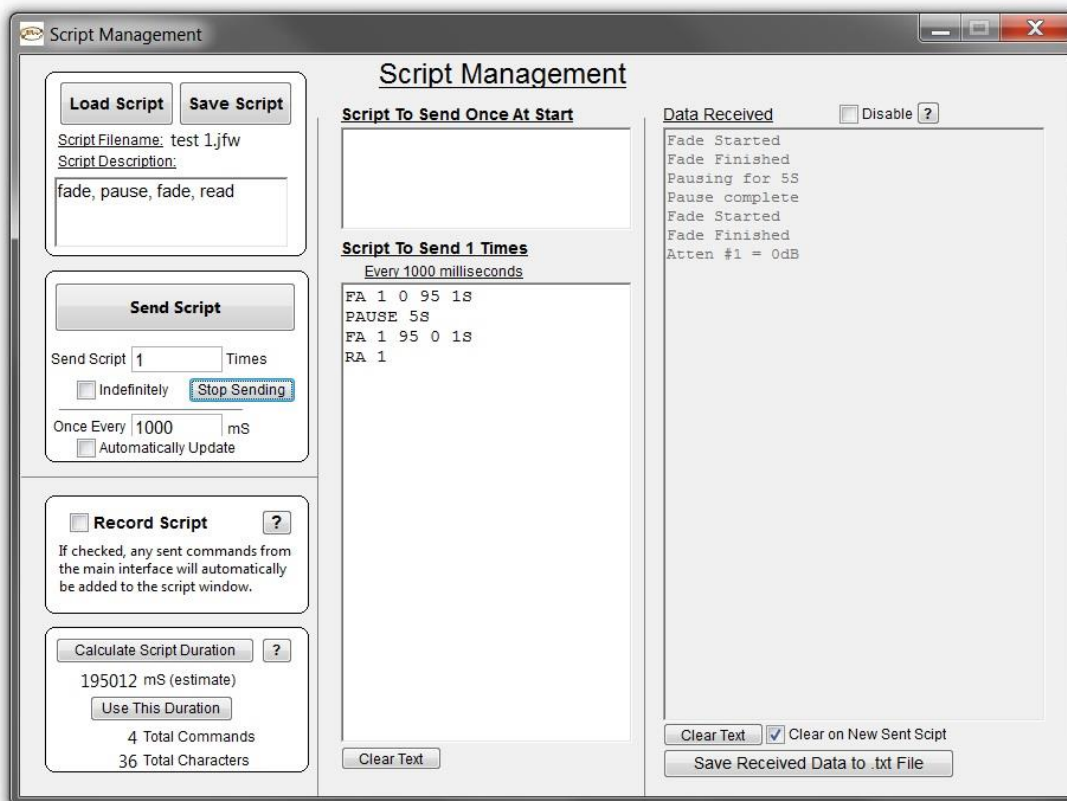 Script Management
Script Management
Load Script
Save Script
Script Filename: test 1.jfw
Script Description:
fade, pause, fade, read
Send Script
Send Script 1 Times
Indefinitely
Stop Sending
Once Every 1000 mS
Automatically Update
Record Script
?
If checked, any sent commands from
the main interface will automatically
be added to the script window.
Calculate Script Duration
?
195012 mS (estimate)
Use This Duration
4 Total Commands
36 Total Characters
Script To Send Once At Start
Script To Send 1 Times
Every 1000 milliseconds
FA 1 0 95 1S
PAUSE 5S
FA 1 95 0 1S
RA 1
Clear Text
Data Received
Disable
?
Fade Started
Fade Finished
Pausing for 5S
Pause complete
Fade Started
Fade Finished
Atten #1 = 0dB
Clear Text
Clear on New Sent Scipt
Save Received Data to .txt File